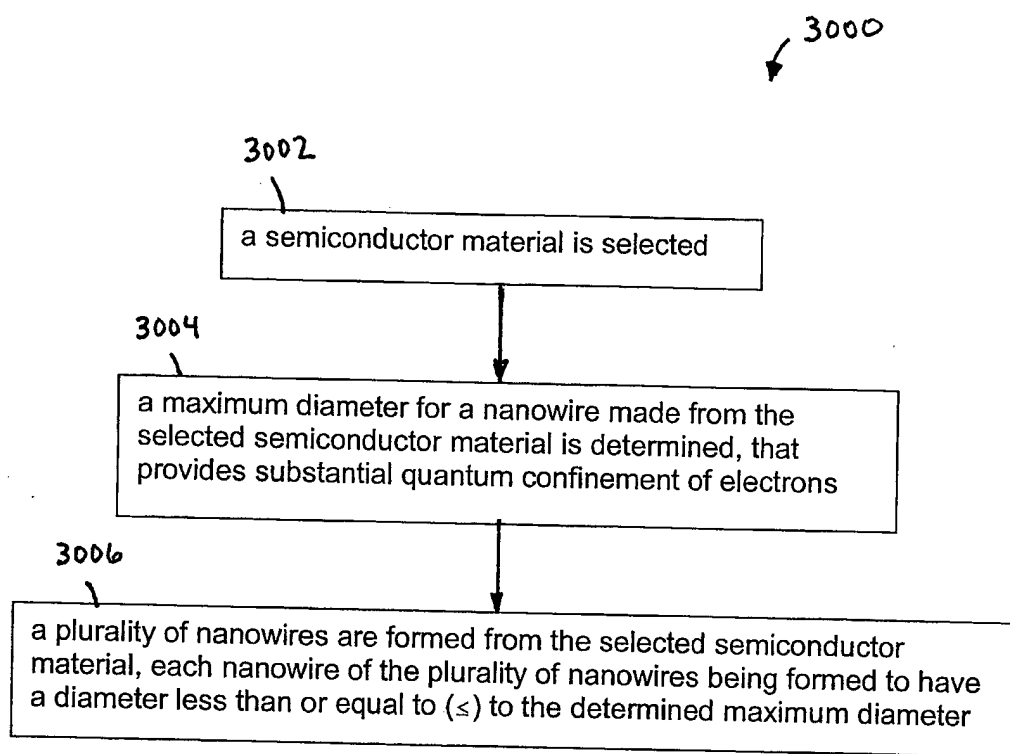 3000
3002
a semiconductor material is selected
3004
a maximum diameter for a nanowire made from the
selected semiconductor material is determined, that
provides substantial quantum confinement of electrons
3006
a plurality of nanowires are formed from the selected semiconductor
material, each nanowire of the plurality of nanowires being formed to have
a diameter less than or equal to (≤) to the determined maximum diameter